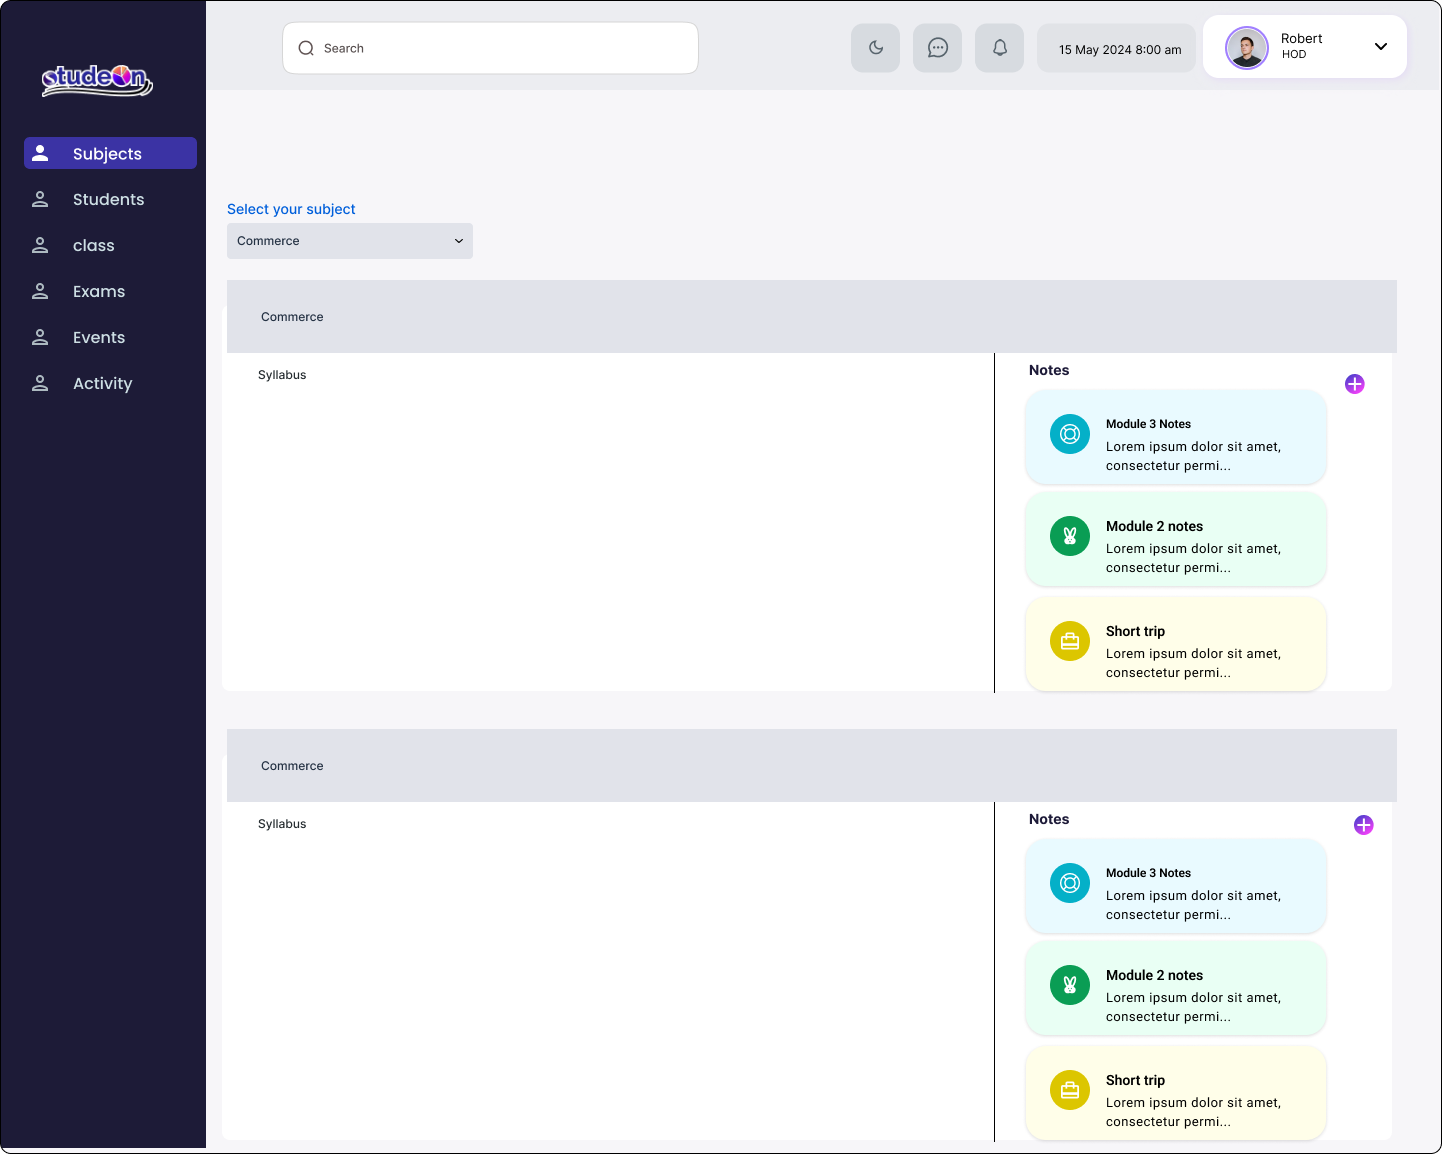 studeOn
Subjects
Students
class
Exams
Events
Activity
Search
15 May 2024 8:00 am
Robert
HOD
Select your subject
Commerce
Commerce
Syllabus
Notes
Module 3 Notes
Lorem ipsum dolor sit amet,
consectetur permi...
Module 2 notes
Lorem ipsum dolor sit amet,
consectetur permi...
Short trip
Lorem ipsum dolor sit amet,
consectetur permi...
Commerce
Syllabus
Notes
Module 3 Notes
Lorem ipsum dolor sit amet,
consectetur permi...
Module 2 notes
Lorem ipsum dolor sit amet,
consectetur permi...
Short trip
Lorem ipsum dolor sit amet,
consectetur permi...